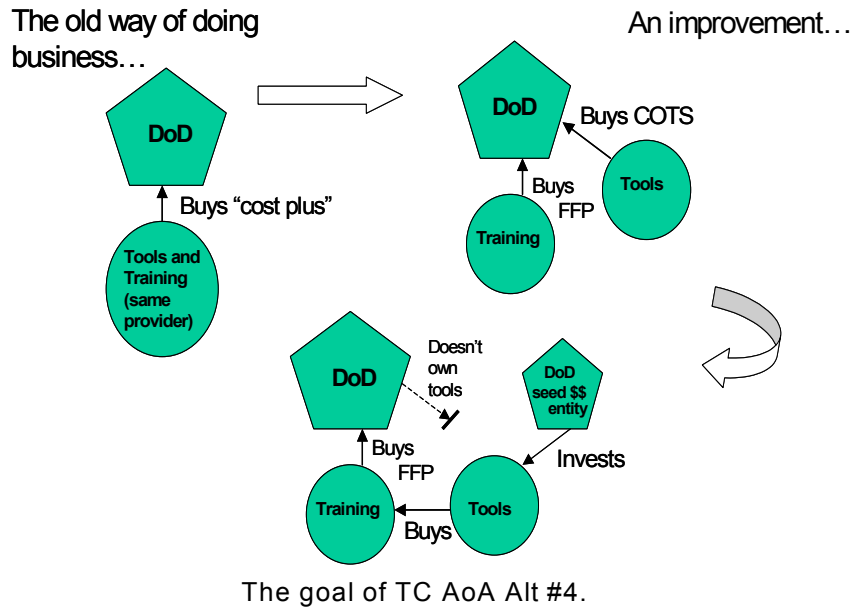 The old way of doing
business…
An improvement…
DoD
Buys “cost plus”
Tools and
Training
(same
provider)
DoD
Buys COTS
Tools
Buys
FFP
Training
DoD
Doesn't
own
tools
DoD
seed $$
entity
Buys
FFP
Invests
Training
Tools
Buys
The goal of TC AoA Alt #4.